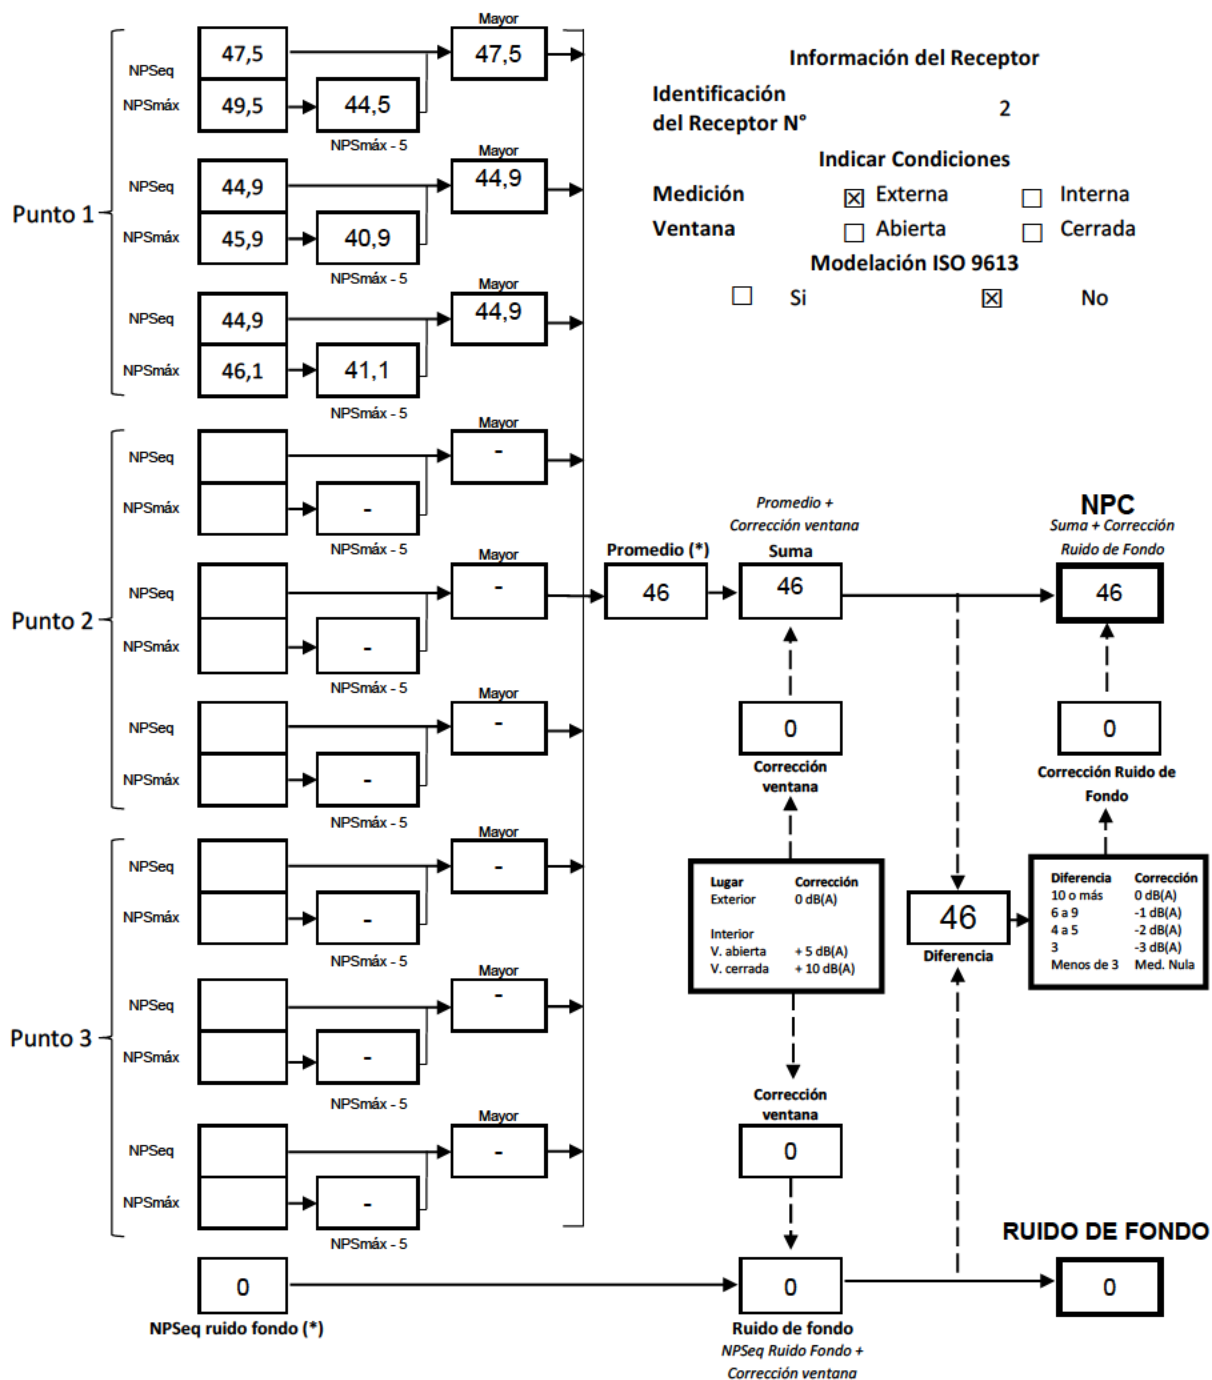 Información del Receptor
Identificación
del Receptor N°
2
Indicar Condiciones
Medición
☒ Externa
☐ Interna
Ventana
☐ Abierta
☐ Cerrada
Modelación ISO 9613
☐ Si
☒ No
Punto 1
NPSeq
47,5
Mayor
47,5
NPSmáx
49,5
44,5
NPSmáx - 5
NPSeq
44,9
Mayor
44,9
NPSmáx
45,9
40,9
NPSmáx - 5
NPSeq
44,9
Mayor
44,9
NPSmáx
46,1
41,1
NPSmáx - 5
Punto 2
NPSeq
Mayor
-
NPSmáx
-
NPSmáx - 5
NPSeq
Mayor
-
NPSmáx
-
NPSmáx - 5
NPSeq
Mayor
-
NPSmáx
-
NPSmáx - 5
Punto 3
NPSeq
Mayor
-
NPSmáx
-
NPSmáx - 5
NPSeq
Mayor
-
NPSmáx
-
NPSmáx - 5
NPSeq
Mayor
-
NPSmáx
-
NPSmáx - 5
0
NPSeq ruido fondo (*)
Promedio (*)
46
Promedio +
Corrección ventana
Suma
46
0
Corrección
ventana
Lugar Corrección
Exterior 0 dB(A)
Interior
V. abierta + 5 dB(A)
V. cerrada + 10 dB(A)
Corrección
ventana
0
0
Ruido de fondo
NPSeq Ruido Fondo +
Corrección ventana
46
Diferencia
NPC
Suma + Corrección
Ruido de Fondo
46
0
Corrección Ruido de
Fondo
Diferencia Corrección
10 o más 0 dB(A)
6 a 9 -1 dB(A)
4 a 5 -2 dB(A)
3 -3 dB(A)
Menos de 3 Med. Nula
RUIDO DE FONDO
0